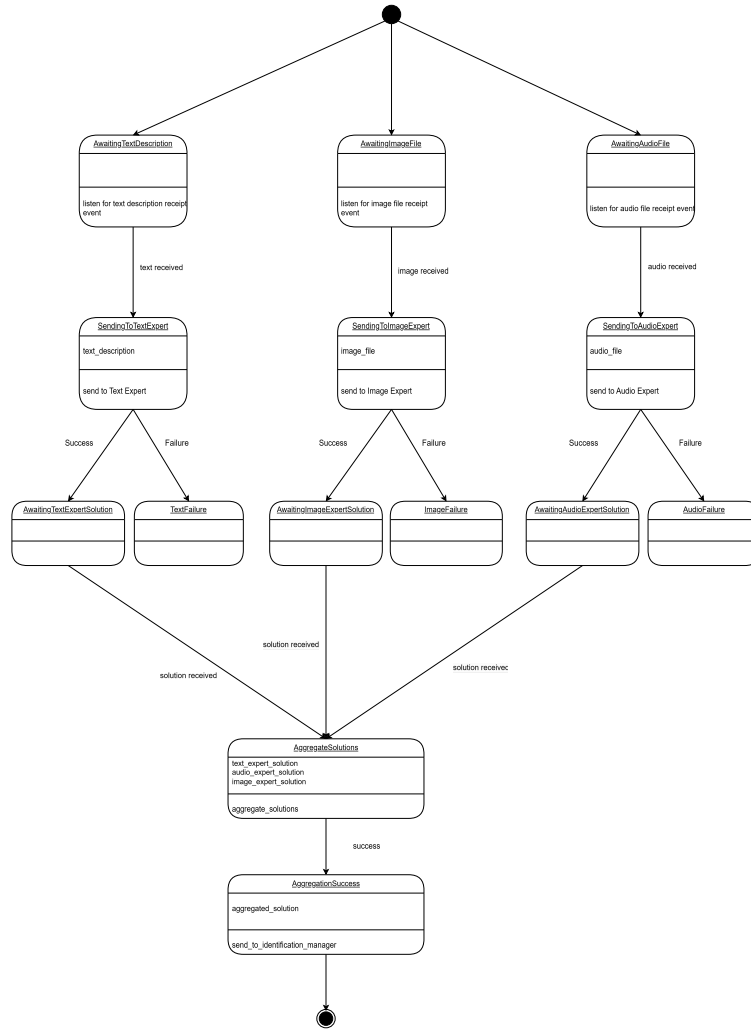 AwaitingTextDescription
listen for text description receipt
event
AwaitingImageFile
listen for image file receipt
event
AwaitingAudioFile
listen for audio file receipt event
text received
image received
audio received
SendingToTextExpert
text_description
send to Text Expert
SendingToImageExpert
image_file
send to Image Expert
SendingToAudioExpert
audio_file
send to Audio Expert
Success
Failure
Success
Failure
Success
Failure
AwaitingTextExpertSolution
TextFailure
AwaitingImageExpertSolution
ImageFailure
AwaitingAudioExpertSolution
AudioFailure
solution received
solution received
solution received
AggregateSolutions
text_expert_solution
audio_expert_solution
image_expert_solution
aggregate_solutions
success
AggregationSuccess
aggregated_solution
send_to_identification_manager